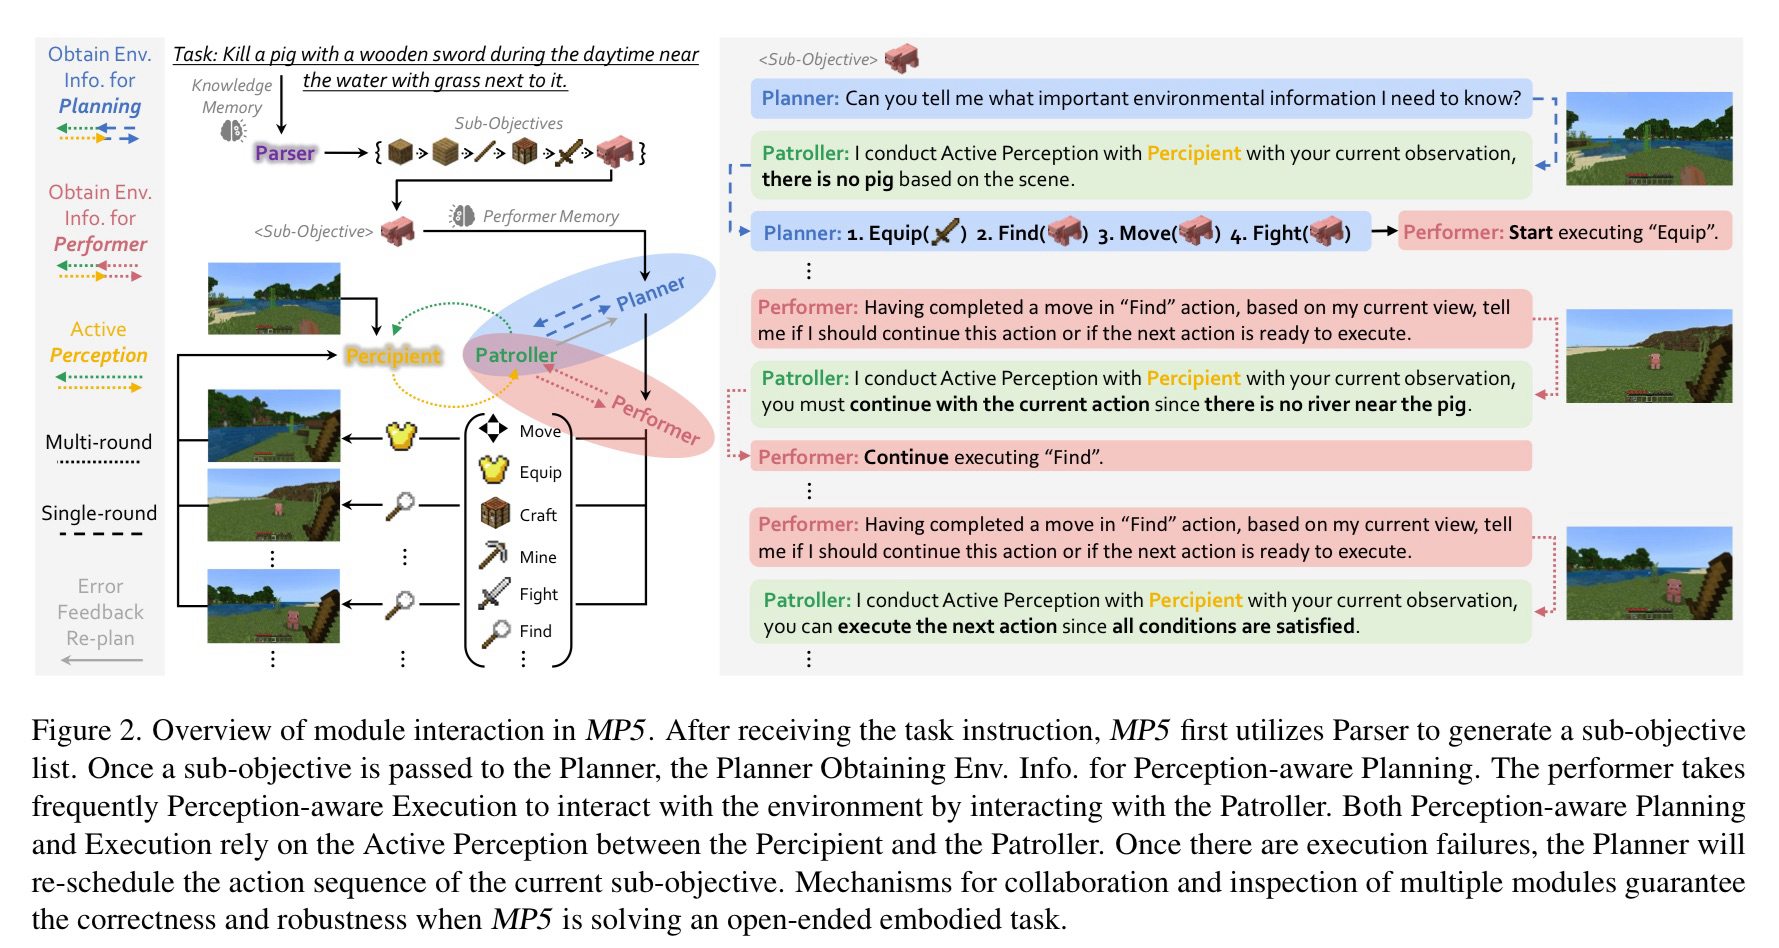 Obtain Env.
Info. for
Planning
Obtain Env.
Info. for
Performer
Active
Perception
Multi-round
Single-round
Error
Feedback
Re-plan
Task: Kill a pig with a wooden sword during the daytime near
the water with grass next to it.
Knowledge
Memory
Sub-Objectives
Parser
{ }
<Sub-Objective>
Performer Memory
Planner
Percipient
Patroller
Performer
Move
Equip
Craft
Mine
Fight
Find
<Sub-Objective>
Planner: Can you tell me what important environmental information I need to know?
Patroller: I conduct Active Perception with Percipient with your current observation,
there is no pig based on the scene.
Planner: 1. Equip( ) 2. Find( ) 3. Move( ) 4. Fight( )
Performer: Start executing “Equip”.
Performer: Having completed a move in “Find” action, based on my current view, tell
me if I should continue this action or if the next action is ready to execute.
Patroller: I conduct Active Perception with Percipient with your current observation,
you must continue with the current action since there is no river near the pig.
Performer: Continue executing “Find”.
Performer: Having completed a move in “Find” action, based on my current view, tell
me if I should continue this action or if the next action is ready to execute.
Patroller: I conduct Active Perception with Percipient with your current observation,
you can execute the next action since all conditions are satisfied.
Figure 2. Overview of module interaction in MP5. After receiving the task instruction, MP5 first utilizes Parser to generate a sub-objective
list. Once a sub-objective is passed to the Planner, the Planner Obtaining Env. Info. for Perception-aware Planning. The performer takes
frequently Perception-aware Execution to interact with the environment by interacting with the Patroller. Both Perception-aware Planning
and Execution rely on the Active Perception between the Percipient and the Patroller. Once there are execution failures, the Planner will
re-schedule the action sequence of the current sub-objective. Mechanisms for collaboration and inspection of multiple modules guarantee
the correctness and robustness when MP5 is solving an open-ended embodied task.